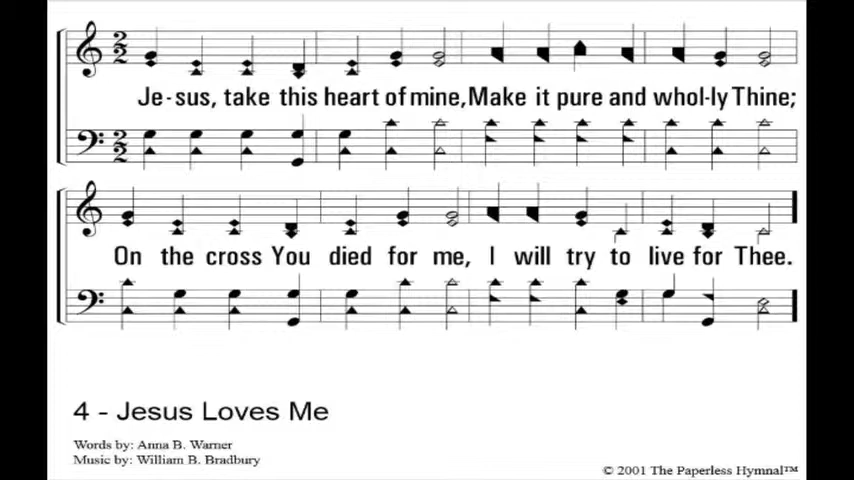 Je-sus, take this heart of mine, Make it pure and whol-ly Thine;
On the cross You died for me, I will try to live for Thee.
4 - Jesus Loves Me
Words by: Anna B. Warner
Music by: William B. Bradbury
© 2001 The Paperless Hymnal™